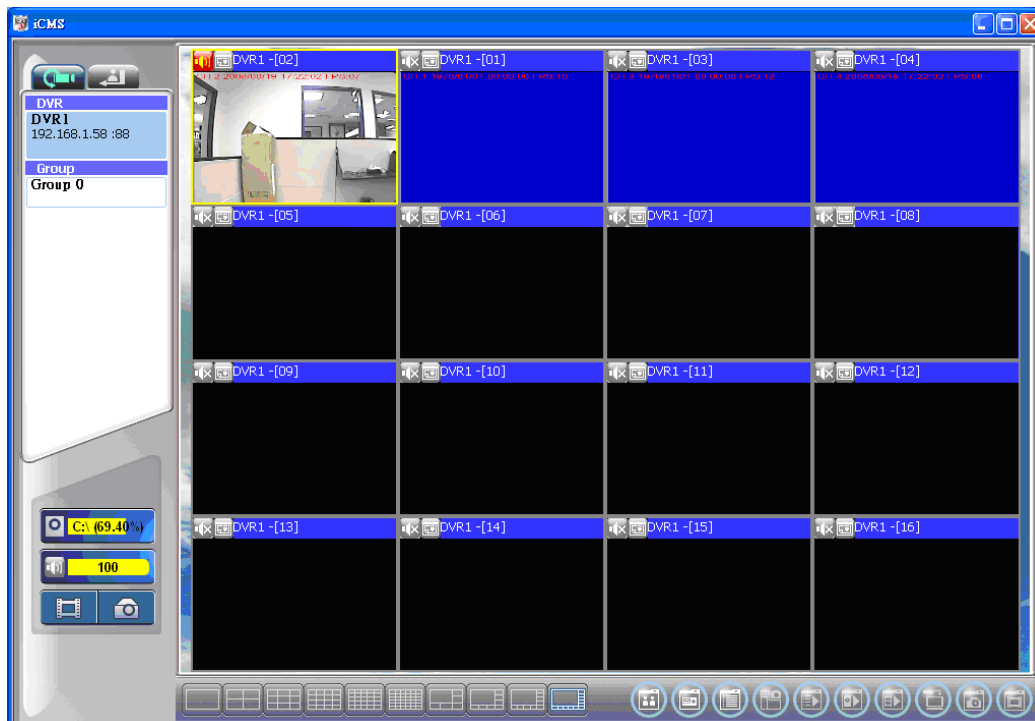 iCMS
DVR
DVR1
192.168.1.58 :88
Group
Group 0
C:\ (69.40%)
100
DVR1 -[02]
DVR1 -[01]
DVR1 -[03]
DVR1 -[04]
DVR1 -[05]
DVR1 -[06]
DVR1 -[07]
DVR1 -[08]
DVR1 -[09]
DVR1 -[10]
DVR1 -[11]
DVR1 -[12]
DVR1 -[13]
DVR1 -[14]
DVR1 -[15]
DVR1 -[16]